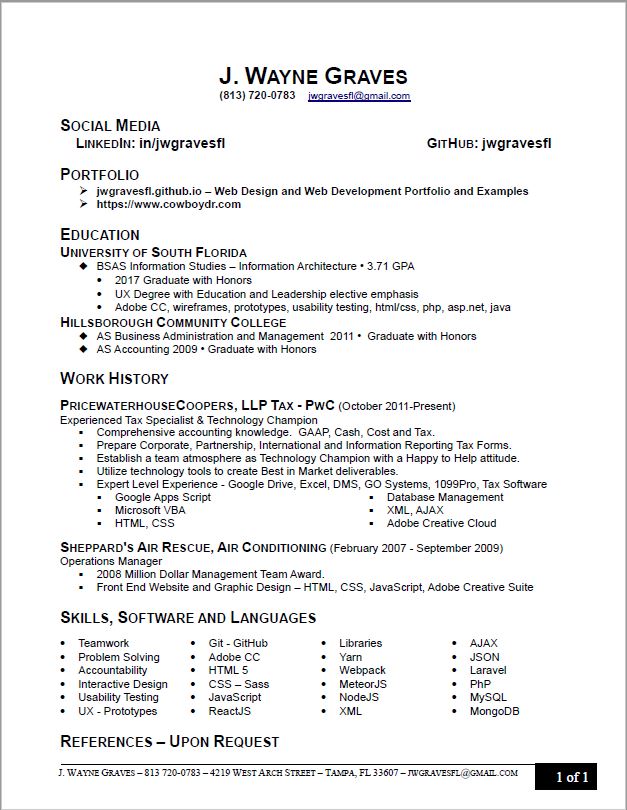 J. WAYNE GRAVES
(813) 720-0783 jwgravesfl@gmail.com
SOCIAL MEDIA
LINKEDIN: in/jwgravesfl GITHUB: jwgravesfl
PORTFOLIO
➢ jwgravesfl.github.io – Web Design and Web Development Portfolio and Examples
➢ https://www.cowboydr.com
EDUCATION
UNIVERSITY OF SOUTH FLORIDA
◆ BSAS Information Studies – Information Architecture • 3.71 GPA
• 2017 Graduate with Honors
• UX Degree with Education and Leadership elective emphasis
• Adobe CC, wireframes, prototypes, usability testing, html/css, php, asp.net, java
HILLSBOROUGH COMMUNITY COLLEGE
◆ AS Business Administration and Management 2011 • Graduate with Honors
◆ AS Accounting 2009 • Graduate with Honors
WORK HISTORY
PRICEWATERHOUSECOOPERS, LLP TAX - PWC (October 2011-Present)
Experienced Tax Specialist & Technology Champion
▪ Comprehensive accounting knowledge. GAAP, Cash, Cost and Tax.
▪ Prepare Corporate, Partnership, International and Information Reporting Tax Forms.
▪ Establish a team atmosphere as Technology Champion with a Happy to Help attitude.
▪ Utilize technology tools to create Best in Market deliverables.
▪ Expert Level Experience - Google Drive, Excel, DMS, GO Systems, 1099Pro, Tax Software
▪ Google Apps Script ▪ Database Management
▪ Microsoft VBA ▪ XML, AJAX
▪ HTML, CSS ▪ Adobe Creative Cloud
SHEPPARD'S AIR RESCUE, AIR CONDITIONING (February 2007 - September 2009)
Operations Manager
▪ 2008 Million Dollar Management Team Award.
▪ Front End Website and Graphic Design – HTML, CSS, JavaScript, Adobe Creative Suite
SKILLS, SOFTWARE AND LANGUAGES
• Teamwork • Git - GitHub • Libraries • AJAX
• Problem Solving • Adobe CC • Yarn • JSON
• Accountability • HTML 5 • Webpack • Laravel
• Interactive Design • CSS – Sass • MeteorJS • PhP
• Usability Testing • JavaScript • NodeJS • MySQL
• UX - Prototypes • ReactJS • XML • MongoDB
REFERENCES – UPON REQUEST
J. WAYNE GRAVES – 813 720-0783 – 4219 WEST ARCH STREET – TAMPA, FL 33607 – JWGRAVESFL@GMAIL.COM 1 of 1